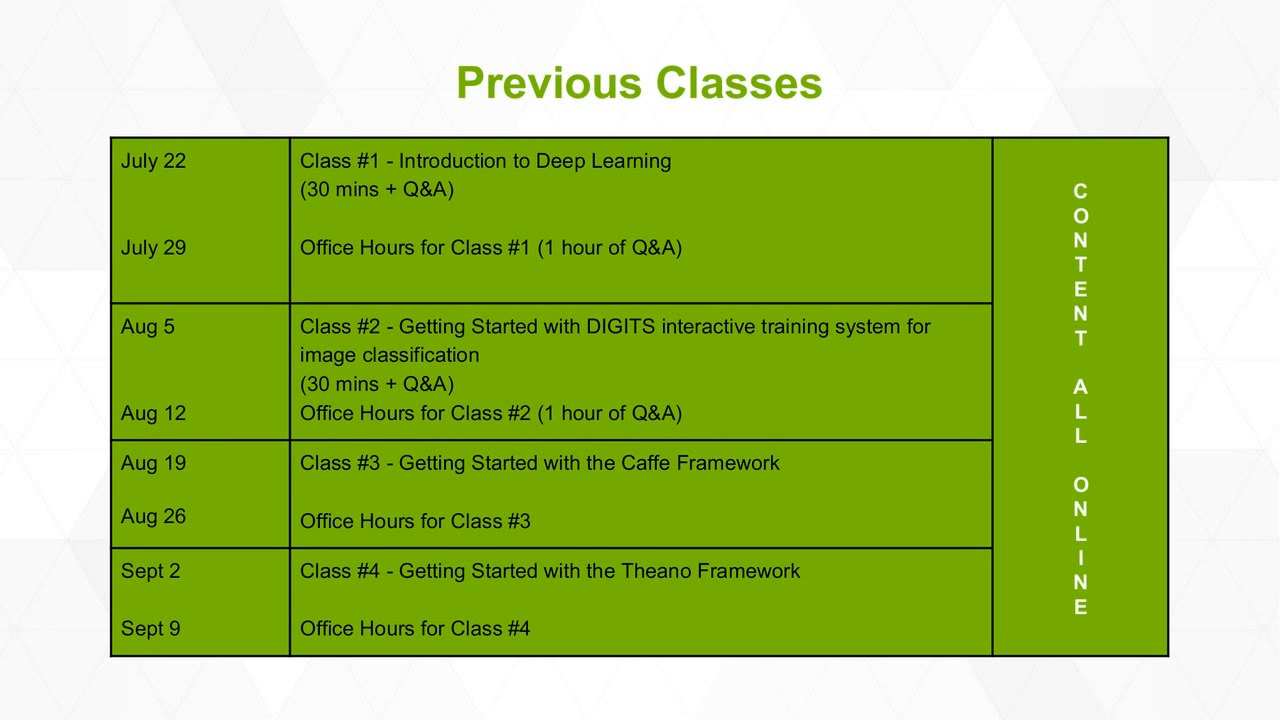 Previous Classes
July 22
Class #1 - Introduction to Deep Learning
(30 mins + Q&A)
July 29
Office Hours for Class #1 (1 hour of Q&A)
Aug 5
Class #2 - Getting Started with DIGITS interactive training system for
image classification
(30 mins + Q&A)
Aug 12
Office Hours for Class #2 (1 hour of Q&A)
Aug 19
Class #3 - Getting Started with the Caffe Framework
Aug 26
Office Hours for Class #3
Sept 2
Class #4 - Getting Started with the Theano Framework
Sept 9
Office Hours for Class #4
CONTENT ALL ONLINE